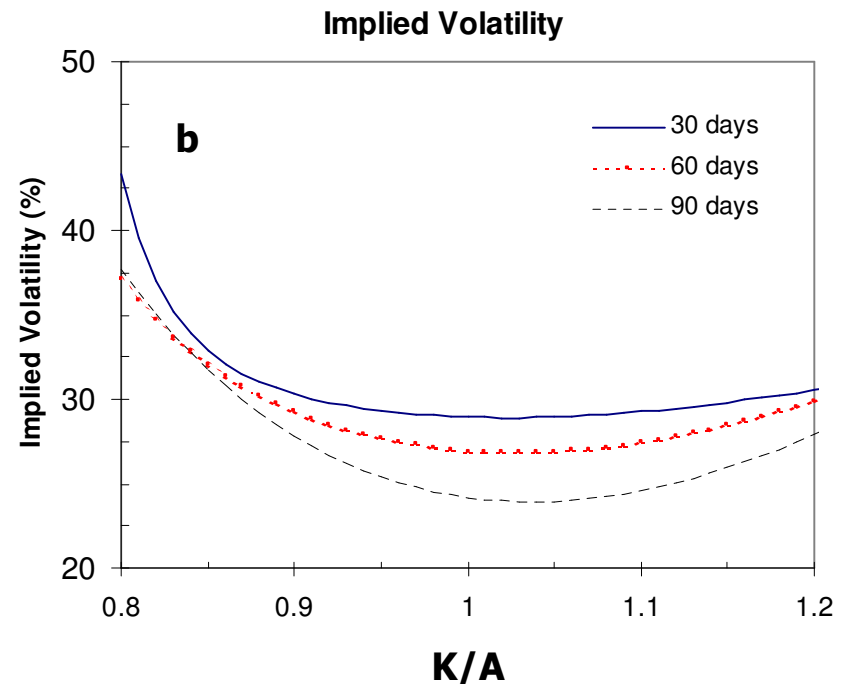 Implied Volatility
50
b
30 days
60 days
90 days
40
Implied Volatility (%)
30
20
0.8
0.9
1
1.1
1.2
K/A